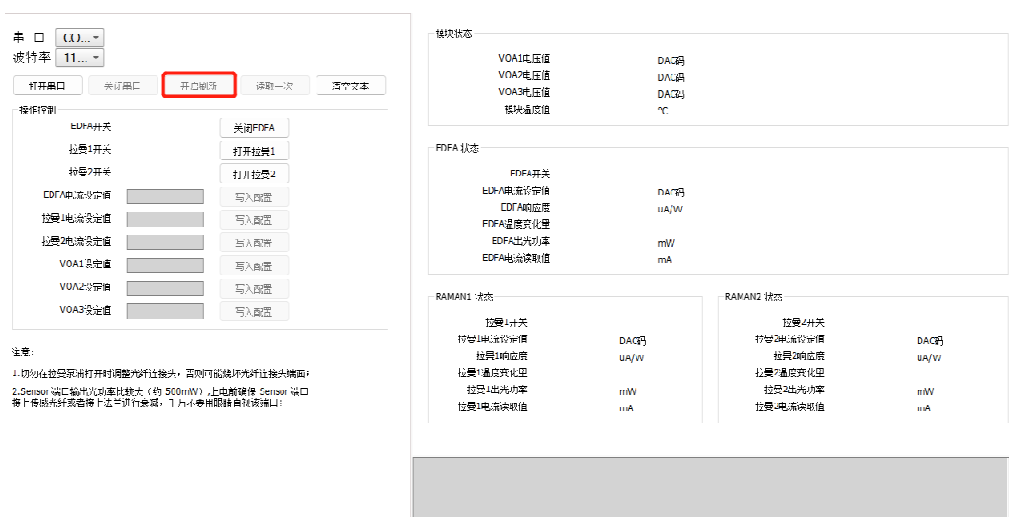 串 口 CO...
波特率 11...
打开串口 关闭串口 开启刷新 读取一次 清空文本
操作控制
EDFA开关 关闭EDFA
拉曼1开关 打开拉曼1
拉曼2开关 打开拉曼2
EDFA电流设定值 写入配置
拉曼1电流设定值 写入配置
拉曼2电流设定值 写入配置
VOA1设定值 写入配置
VOA2设定值 写入配置
VOA3设定值 写入配置
注意:
1.切勿在拉曼泵浦打开时调整光纤连接头，否则可能烧坏光纤连接头端面;
2.Sensor 端口输出光功率比较大（约 500mW）,上电前确保 Sensor 端口
接上传感光纤或者接上法兰进行衰减，千万不要用眼睛直视该端口!
模块状态
VOA1电压值 DAC码
VOA2电压值 DAC码
VOA3电压值 DAC码
模块温度值 °C
EDFA 状态
EDFA开关
EDFA电流设定值 DAC码
EDFA响应度 uA/W
EDFA温度变化量
EDFA出光功率 mW
EDFA电流读取值 mA
RAMAN1 状态
拉曼1开关
拉曼1电流设定值 DAC码
拉曼1响应度 uA/W
拉曼1温度变化量
拉曼1出光功率 mW
拉曼1电流读取值 mA
RAMAN2 状态
拉曼2开关
拉曼2电流设定值 DAC码
拉曼2响应度 uA/W
拉曼2温度变化量
拉曼2出光功率 mW
拉曼2电流读取值 mA